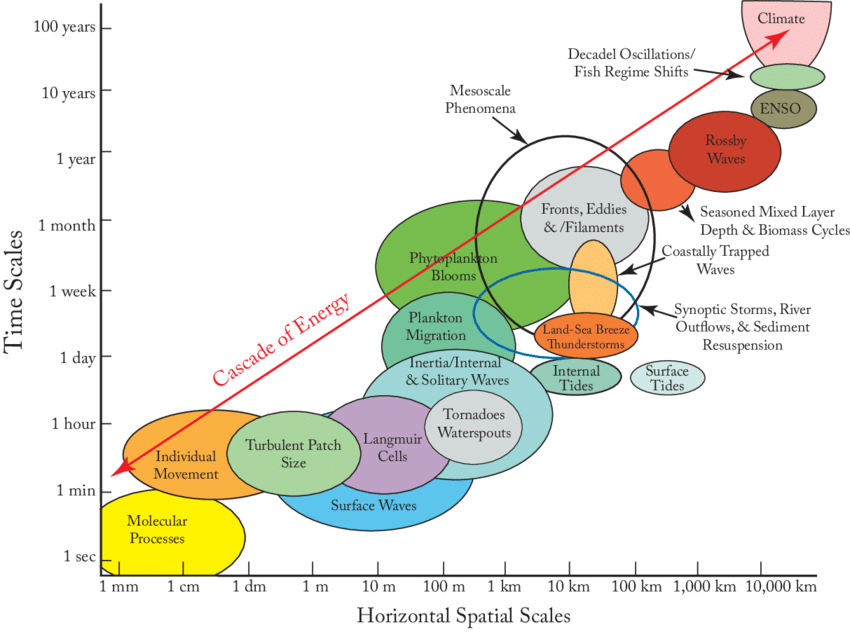 Climate
100 years
Decadel Oscillations/
Fish Regime Shifts
10 years
Mesoscale
Phenomena
ENSO
1 year
Rossby
Waves
Seasoned Mixed Layer
Depth & Biomass Cycles
1 month
Fronts, Eddies
& /Filaments
Coastally Trapped
Waves
Phytoplankton
Blooms
Time Scales
1 week
Synoptic Storms, River
Outflows, & Sediment
Resuspension
Cascade of Energy
Plankton
Migration
Land-Sea Breeze
Thunderstorms
1 day
Inertia/Internal
& Solitary Waves
Internal
Tides
Surface
Tides
1 hour
Tornadoes
Waterspouts
Langmuir
Cells
Turbulent Patch
Size
Individual
Movement
1 min
Surface Waves
Molecular
Processes
1 sec
1 mm 1 cm 1 dm 1 m 10 m 100 m 1 km 10 km 100 km 1,000 km 10,000 km
Horizontal Spatial Scales